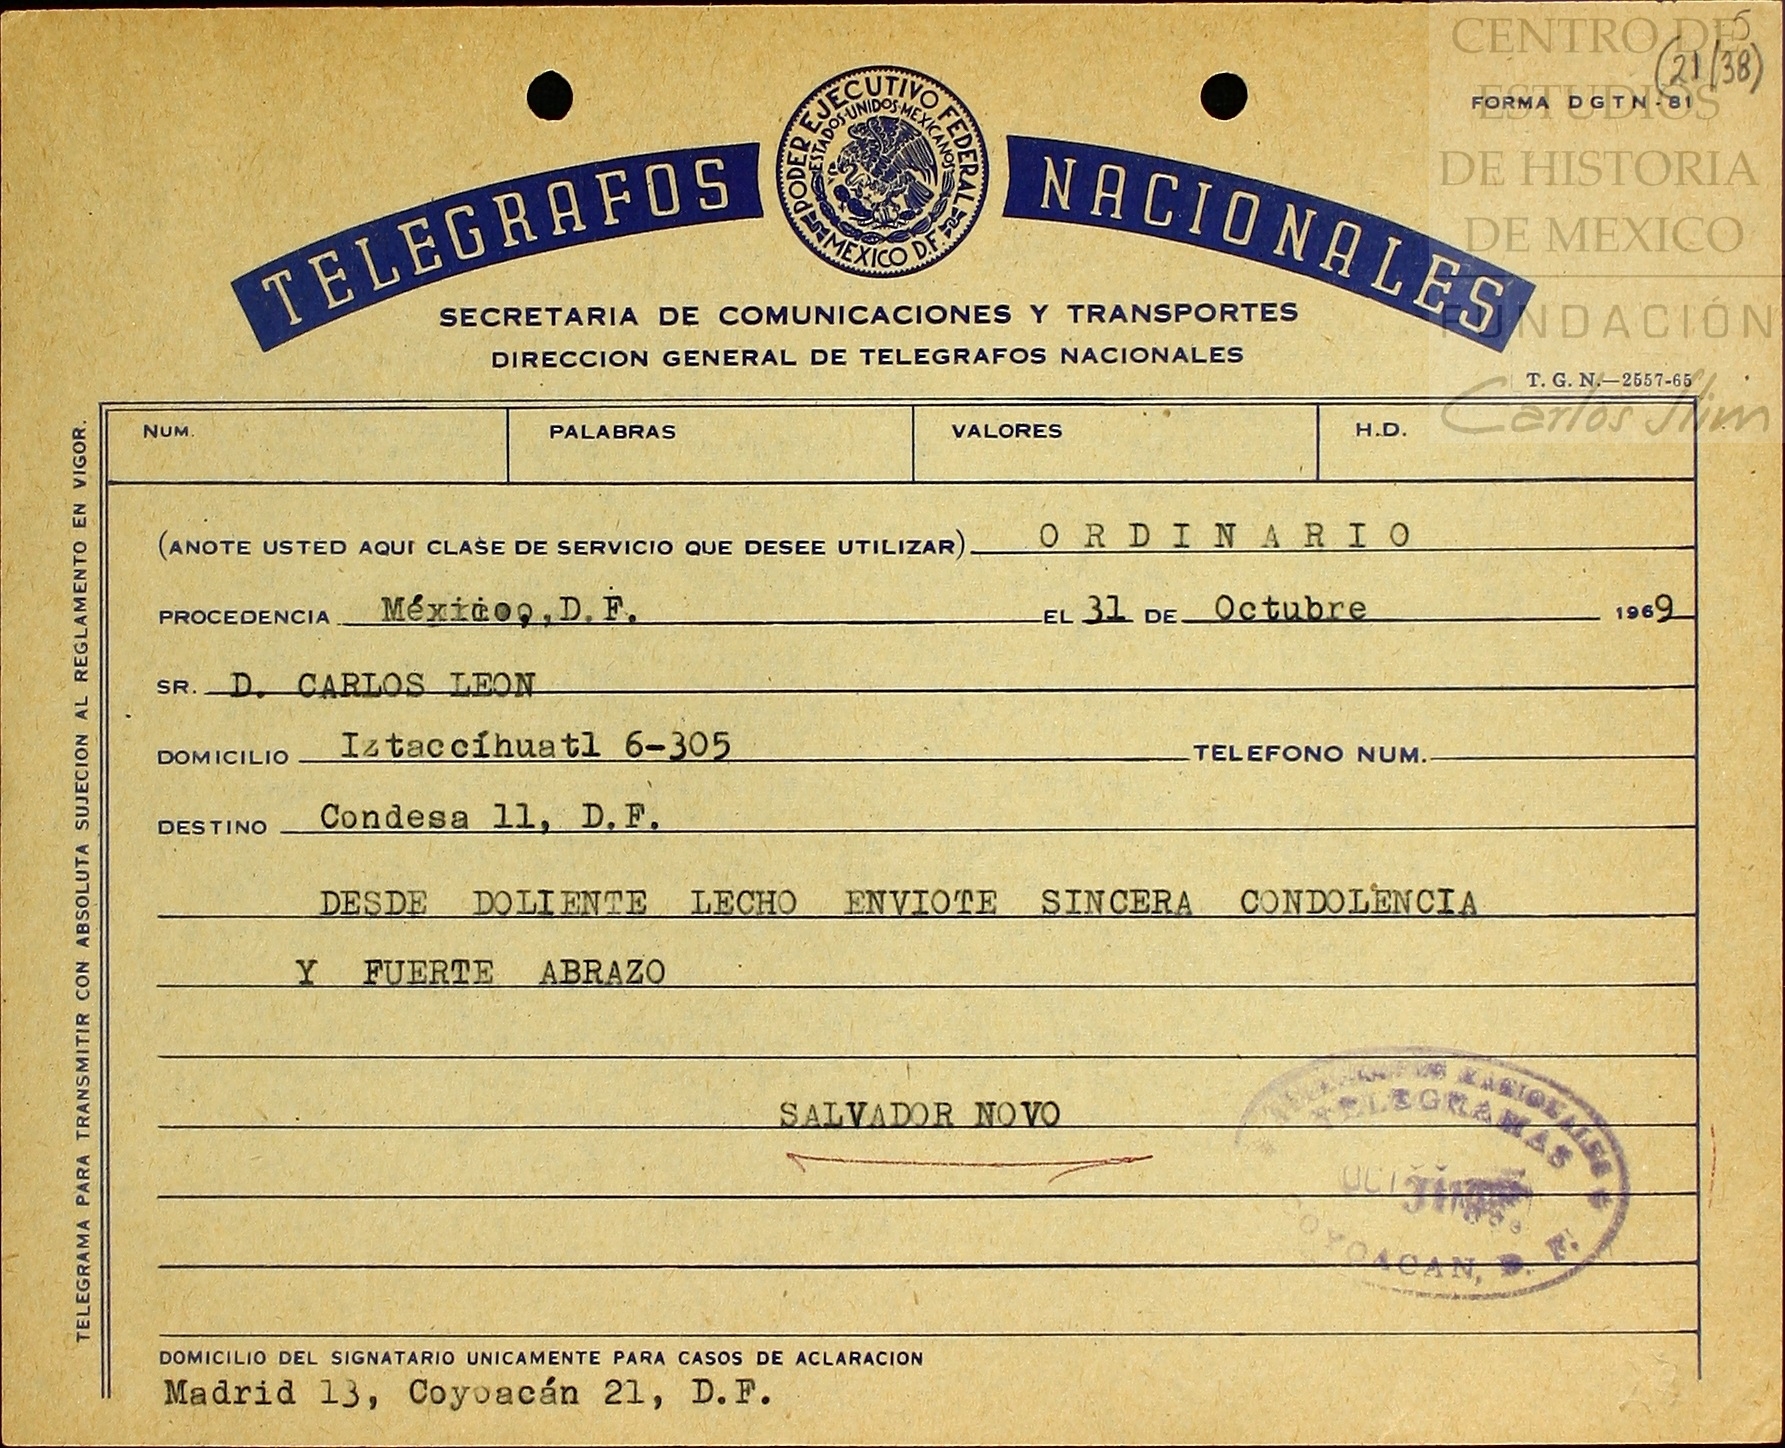 CENTRO DE
ESTUDIOS
DE HISTORIA
DE MEXICO
FUNDACIÓN
Carlos Slim
5
(21/38)
FORMA DGTN-81
TELEGRAFOS NACIONALES
PODER EJECUTIVO FEDERAL
ESTADOS UNIDOS MEXICANOS
MEXICO D.F.
SECRETARIA DE COMUNICACIONES Y TRANSPORTES
DIRECCION GENERAL DE TELEGRAFOS NACIONALES
T. G. N.—2557-65
NUM. PALABRAS VALORES H.D.
(ANOTE USTED AQUI CLASE DE SERVICIO QUE DESEE UTILIZAR) ORDINARIO
PROCEDENCIA México, D.F. EL 31 DE Octubre 1969
SR. D. CARLOS LEON
DOMICILIO Iztaccíhuatl 6-305 TELEFONO NUM.
DESTINO Condesa 11, D.F.
DESDE DOLIENTE LECHO ENVIOTE SINCERA CONDOLENCIA
Y FUERTE ABRAZO
SALVADOR NOVO
NACIONALES
TELEGRAMAS
COYOACAN, D. F.
DOMICILIO DEL SIGNATARIO UNICAMENTE PARA CASOS DE ACLARACION
Madrid 13, Coyoacán 21, D.F.
TELEGRAMA PARA TRANSMITIR CON ABSOLUTA SUJECION AL REGLAMENTO EN VIGOR.